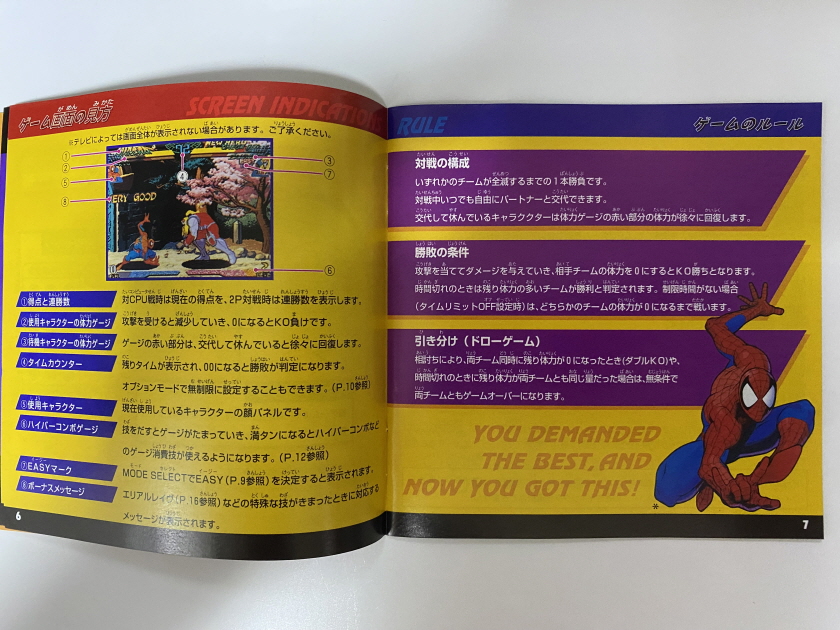 ゲーム画面の見方
SCREEN INDICATION
※テレビによっては画面全体が表示されない場合があります。ご了承ください。
①
②
⑤
⑧
④
③
⑦
⑥
VERY GOOD
①得点と連勝数
対CPU戦時は現在の得点、2P対戦時は連勝数を表示します。
②使用キャラクターの体力ゲージ
攻撃を受けると減少していき、0になるとKO負けです。
③待機キャラクターの体力ゲージ
ゲージの赤い部分は、交代して休んでいると徐々に回復します。
④タイムカウンター
残りタイムが表示され、00になると勝敗が判定になります。
オプションモードで無制限に設定することもできます。(P.10参照)
⑤使用キャラクター
現在使用しているキャラクターの顔パネルです。
⑥ハイパーコンボゲージ
技をだすとゲージがたまっていき、満タンになるとハイパーコンボなど
のゲージ消費技が使えるようになります。(P.12参照)
⑦EASYマーク
MODE SELECTでEASY(P.9参照)を決定すると表示されます。
⑧ボーナスメッセージ
エリアルレイヴ(P.16参照)などの特殊な技がきまったときに対応する
メッセージが表示されます。
6
RULE
ゲームのルール
対戦の構成
いずれかのチームが全滅するまでの1本勝負です。
対戦中いつでも自由にパートナーと交代できます。
交代して休んでいるキャラククターは体力ゲージの赤い部分の体力が徐々に回復します。
勝敗の条件
攻撃を当ててダメージを与えていき、相手チームの体力を0にするとKO勝ちとなります。
時間切れのときは残り体力の多いチームが勝利と判定されます。制限時間がない場合
(タイムリミットOFF設定時)は、どちらかのチームの体力が0になるまで戦います。
引き分け(ドローゲーム)
相討ちにより、両チーム同時に残り体力が0になったとき(ダブルKO)や、
時間切れのときに残り体力が両チームとも同じ量だった場合は、無条件で
両チームともゲームオーバーになります。
YOU DEMANDED
THE BEST, AND
NOW YOU GOT THIS!
*
7